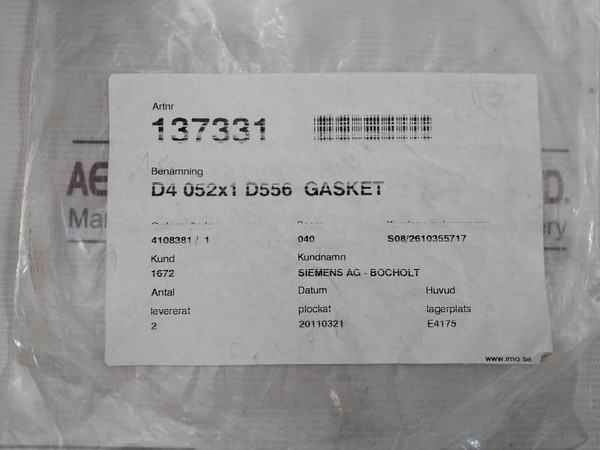 Artnr
137331
Benämning
D4 052x1 D556 GASKET
4108381 / 1 040 S08/2610355717
Kund Kundnamn
1672 SIEMENS AG - BOCHOLT
Antal Datum Huvud
levererat plockat lagerplats
2 20110321 E4175
www.imo.se